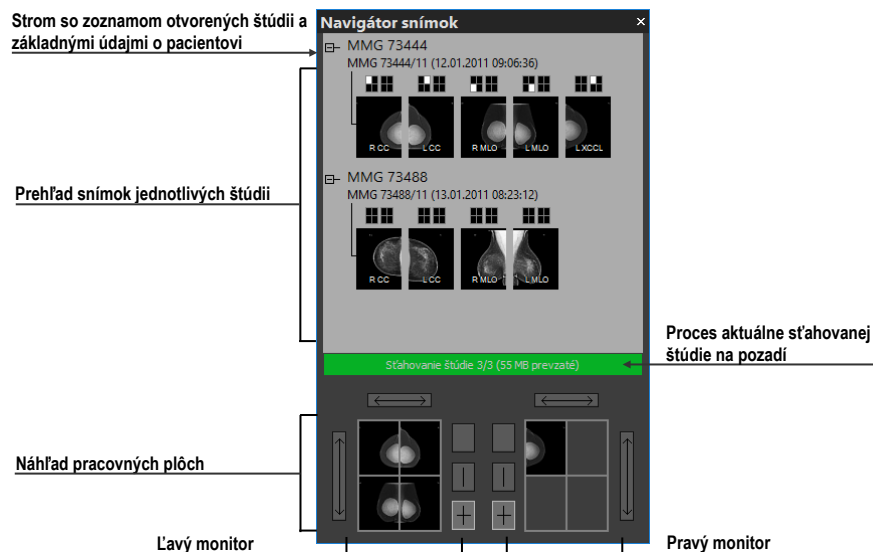 Strom so zoznamom otvorených štúdii a
základnými údajmi o pacientovi
Navigátor snímok
MMG 73444
MMG 73444/11 (12.01.2011 09:06:36)
R CC
L CC
R MLO
L MLO
L XCCL
Prehľad snímok jednotlivých štúdii
MMG 73488
MMG 73488/11 (13.01.2011 08:23:12)
R CC
L CC
R MLO
L MLO
Proces aktuálne sťahovanej
štúdie na pozadí
Sťahovanie štúdie 3/3 (55 MB prevzaté)
Náhľad pracovných plôch
Ľavý monitor
Pravý monitor